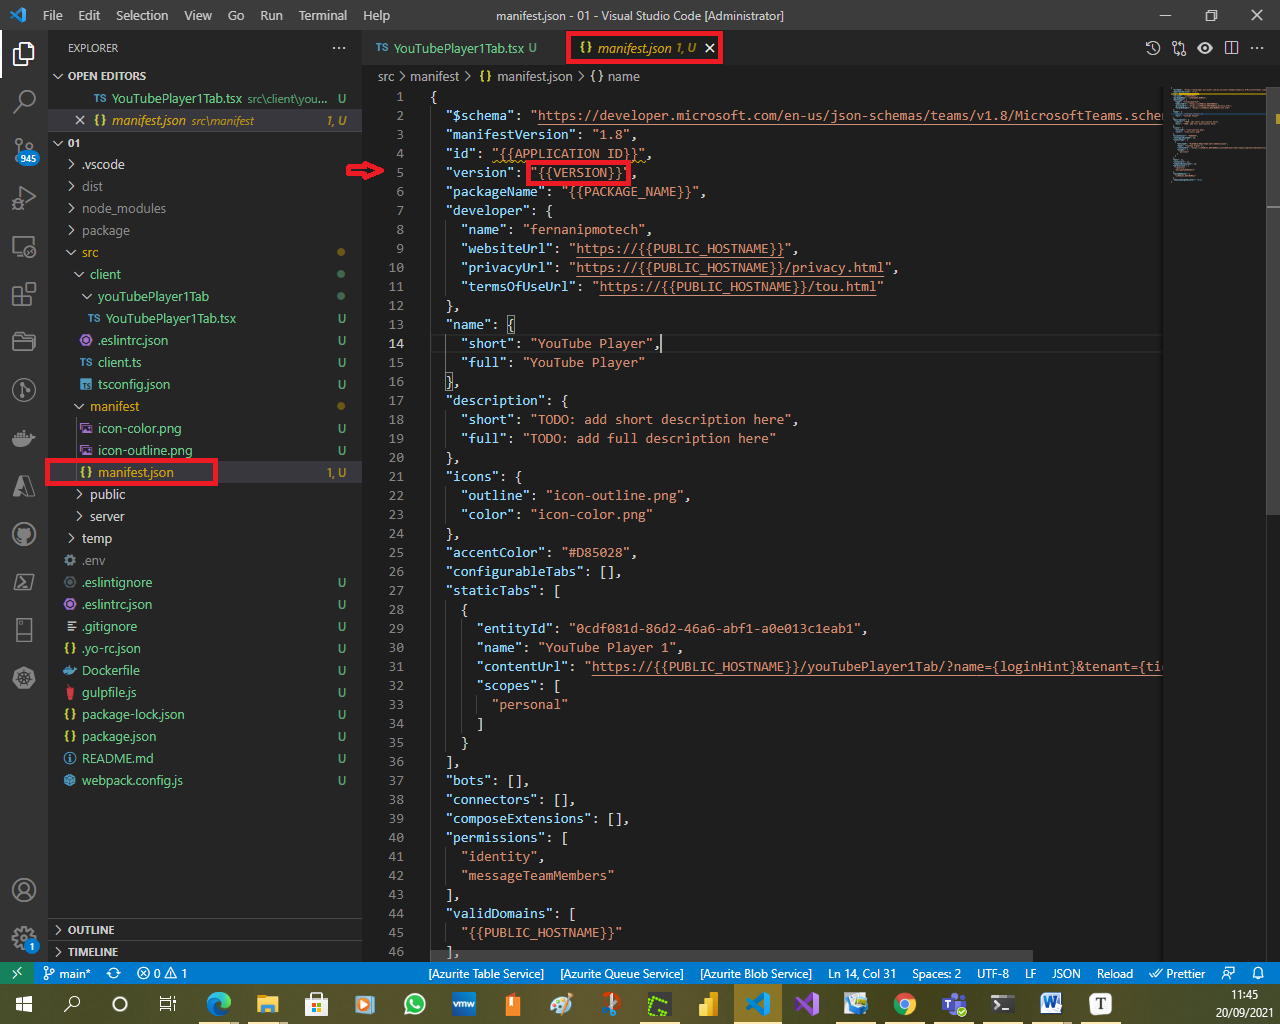 File Edit Selection View Go Run Terminal Help
manifest.json - 01 - Visual Studio Code [Administrator]
EXPLORER
YouTubePlayer1Tab.tsx U
manifest.json 1, U
OPEN EDITORS
YouTubePlayer1Tab.tsx src\client\you... U
manifest.json src\manifest 1, U
01
.vscode
dist
node_modules
package
src
client
youTubePlayer1Tab
TS YouTubePlayer1Tab.tsx U
.eslintrc.json U
TS client.ts U
TS tsconfig.json U
manifest
icon-color.png U
icon-outline.png U
{} manifest.json 1, U
public
server
temp
.env
.eslintignore U
.eslintrc.json U
.gitignore U
{} .yo-rc.json U
Dockerfile U
gulpfile.js U
{} package-lock.json U
{} package.json U
README.md U
webpack.config.js U
OUTLINE
TIMELINE
945
1
src > manifest > {} manifest.json > {} name
1 {
2 "$schema": "https://developer.microsoft.com/en-us/json-schemas/teams/v1.8/MicrosoftTeams.sche
3 "manifestVersion": "1.8",
4 "id": "{{APPLICATION_ID}}",
5 "version": "{{VERSION}}",
6 "packageName": "{{PACKAGE_NAME}}",
7 "developer": {
8 "name": "fernanipmotech",
9 "websiteUrl": "https://{{PUBLIC_HOSTNAME}}",
10 "privacyUrl": "https://{{PUBLIC_HOSTNAME}}/privacy.html",
11 "termsOfUseUrl": "https://{{PUBLIC_HOSTNAME}}/tou.html"
12 },
13 "name": {
14 "short": "YouTube Player",
15 "full": "YouTube Player"
16 },
17 "description": {
18 "short": "TODO: add short description here",
19 "full": "TODO: add full description here"
20 },
21 "icons": {
22 "outline": "icon-outline.png",
23 "color": "icon-color.png"
24 },
25 "accentColor": "#D85028",
26 "configurableTabs": [],
27 "staticTabs": [
28 {
29 "entityId": "0cdf081d-86d2-46a6-abf1-a0e013c1eab1",
30 "name": "YouTube Player 1",
31 "contentUrl": "https://{{PUBLIC_HOSTNAME}}/youTubePlayer1Tab/?name={loginHint}&tenant={ti
32 "scopes": [
33 "personal"
34 ]
35 }
36 ],
37 "bots": [],
38 "connectors": [],
39 "composeExtensions": [],
40 "permissions": [
41 "identity",
42 "messageTeamMembers"
43 ],
44 "validDomains": [
45 "{{PUBLIC_HOSTNAME}}"
46 ],
main* 0 1 [Azurite Table Service] [Azurite Queue Service] [Azurite Blob Service] Ln 14, Col 31 Spaces: 2 UTF-8 LF JSON Reload Prettier
vmw
T
11:45
20/09/2021